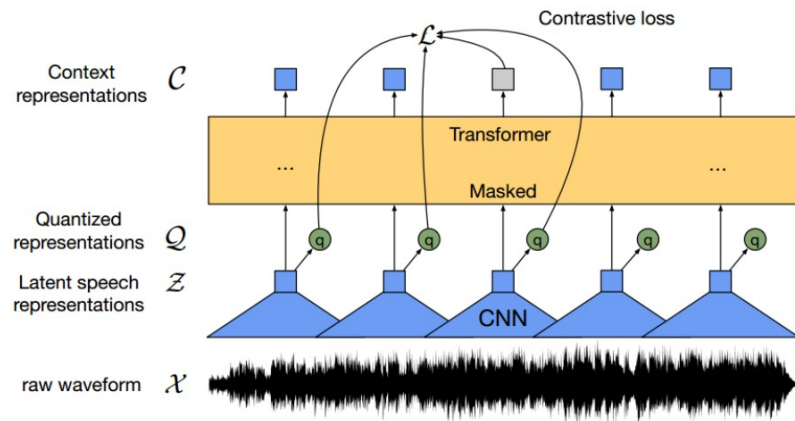 Contrastive loss
ℒ
Context
representations
𝒞
Transformer
...
...
Masked
Quantized
representations
𝒬
q
q
q
q
q
Latent speech
representations
𝒵
CNN
raw waveform
𝒳